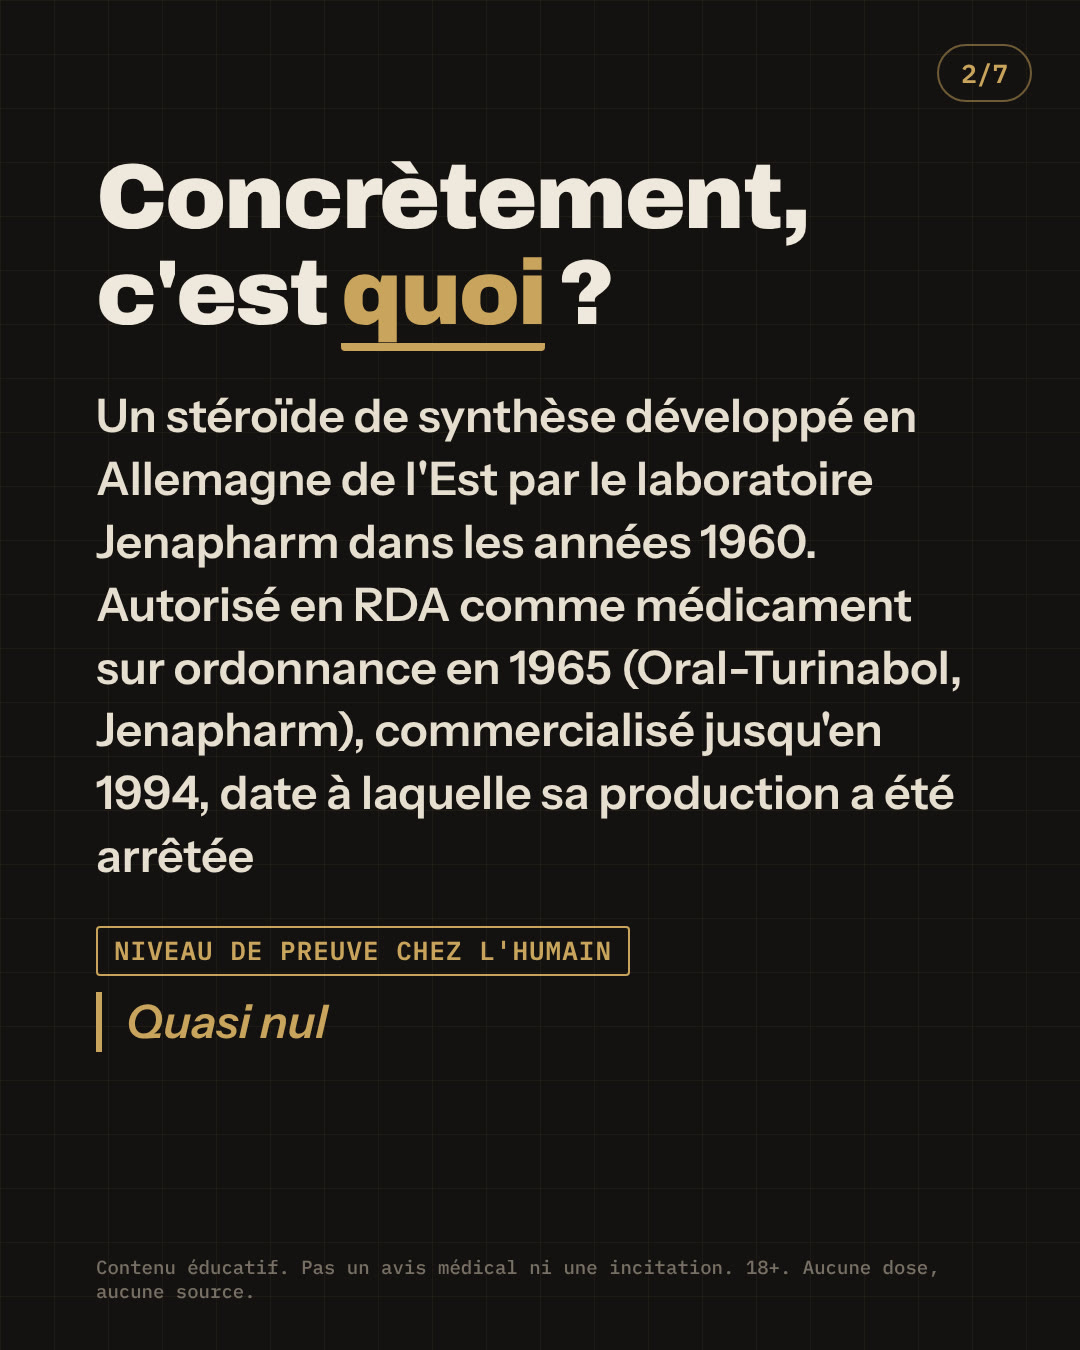 2/7
Concrètement,
c'est quoi ?
Un stéroïde de synthèse développé en
Allemagne de l'Est par le laboratoire
Jenapharm dans les années 1960.
Autorisé en RDA comme médicament
sur ordonnance en 1965 (Oral-Turinabol,
Jenapharm), commercialisé jusqu'en
1994, date à laquelle sa production a été
arrêtée
NIVEAU DE PREUVE CHEZ L'HUMAIN
Quasi nul
Contenu éducatif. Pas un avis médical ni une incitation. 18+. Aucune dose,
aucune source.